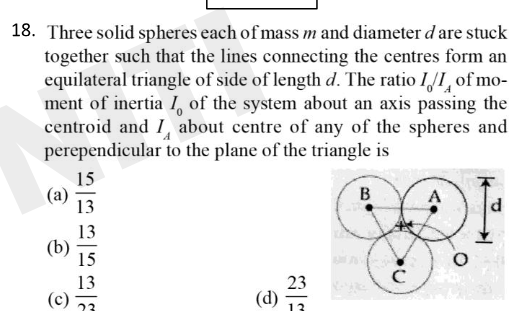 18. Three solid spheres each of mass m and diameter d are stuck
together such that the lines connecting the centres form an
equilateral triangle of side of length d. The ratio I₀/I_A of mo-
ment of inertia I₀ of the system about an axis passing the
centroid and I_A about centre of any of the spheres and
perependicular to the plane of the triangle is
(a) 15/13
(b) 13/15
(c) 13/23
(d) 23/13
B A d
O
C